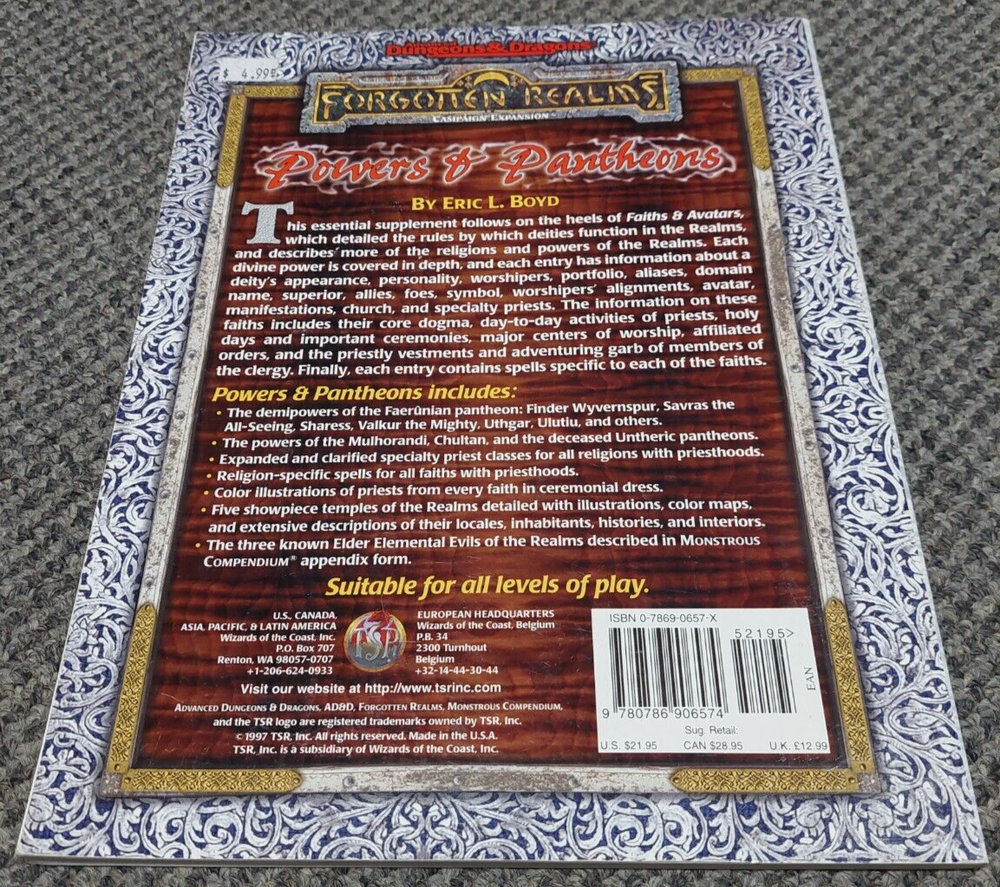 Advanced
Dungeons & Dragons
$ 4.99
FORGOTTEN REALMS®
CAMPAIGN EXPANSION
Powers & Pantheons
BY ERIC L. BOYD
This essential supplement follows on the heels of Faiths & Avatars,
which detailed the rules by which deities function in the Realms,
and describes more of the religions and powers of the Realms. Each
divine power is covered in depth, and each entry has information about a
deity's appearance, personality, worshipers, portfolio, aliases, domain
name, superior, allies, foes, symbol, worshipers' alignments, avatar,
manifestations, church, and specialty priests. The information on these
faiths includes their core dogma, day-to-day activities of priests, holy
days and important ceremonies, major centers of worship, affiliated
orders, and the priestly vestments and adventuring garb of members of
the clergy. Finally, each entry contains spells specific to each of the faiths.
Powers & Pantheons includes:
• The demipowers of the Faerûnian pantheon: Finder Wyvernspur, Savras the
All-Seeing, Sharess, Valkur the Mighty, Uthgar, Ulutiu, and others.
• The powers of the Mulhorandi, Chultan, and the deceased Untheric pantheons.
• Expanded and clarified specialty priest classes for all religions with priesthoods.
• Religion-specific spells for all faiths with priesthoods.
• Color illustrations of priests from every faith in ceremonial dress.
• Five showpiece temples of the Realms detailed with illustrations, color maps,
and extensive descriptions of their locales, inhabitants, histories, and interiors.
• The three known Elder Elemental Evils of the Realms described in MONSTROUS
COMPENDIUM® appendix form.
Suitable for all levels of play.
U.S., CANADA,
ASIA, PACIFIC, & LATIN AMERICA
Wizards of the Coast, Inc.
P.O. Box 707
Renton, WA 98057-0707
+1-206-624-0933
TSR
EUROPEAN HEADQUARTERS
Wizards of the Coast, Belgium
P.B. 34
2300 Turnhout
Belgium
+32-14-44-30-44
Visit our website at http://www.tsrinc.com
ADVANCED DUNGEONS & DRAGONS, AD&D, FORGOTTEN REALMS, MONSTROUS COMPENDIUM,
and the TSR logo are registered trademarks owned by TSR, Inc.
©1997 TSR, Inc. All rights reserved. Made in the U.S.A.
TSR, Inc. is a subsidiary of Wizards of the Coast, Inc.
ISBN 0-7869-0657-X
52195>
EAN
9 780786 906574
Sug. Retail:
U.S. $21.95 CAN $28.95 U.K. £12.99